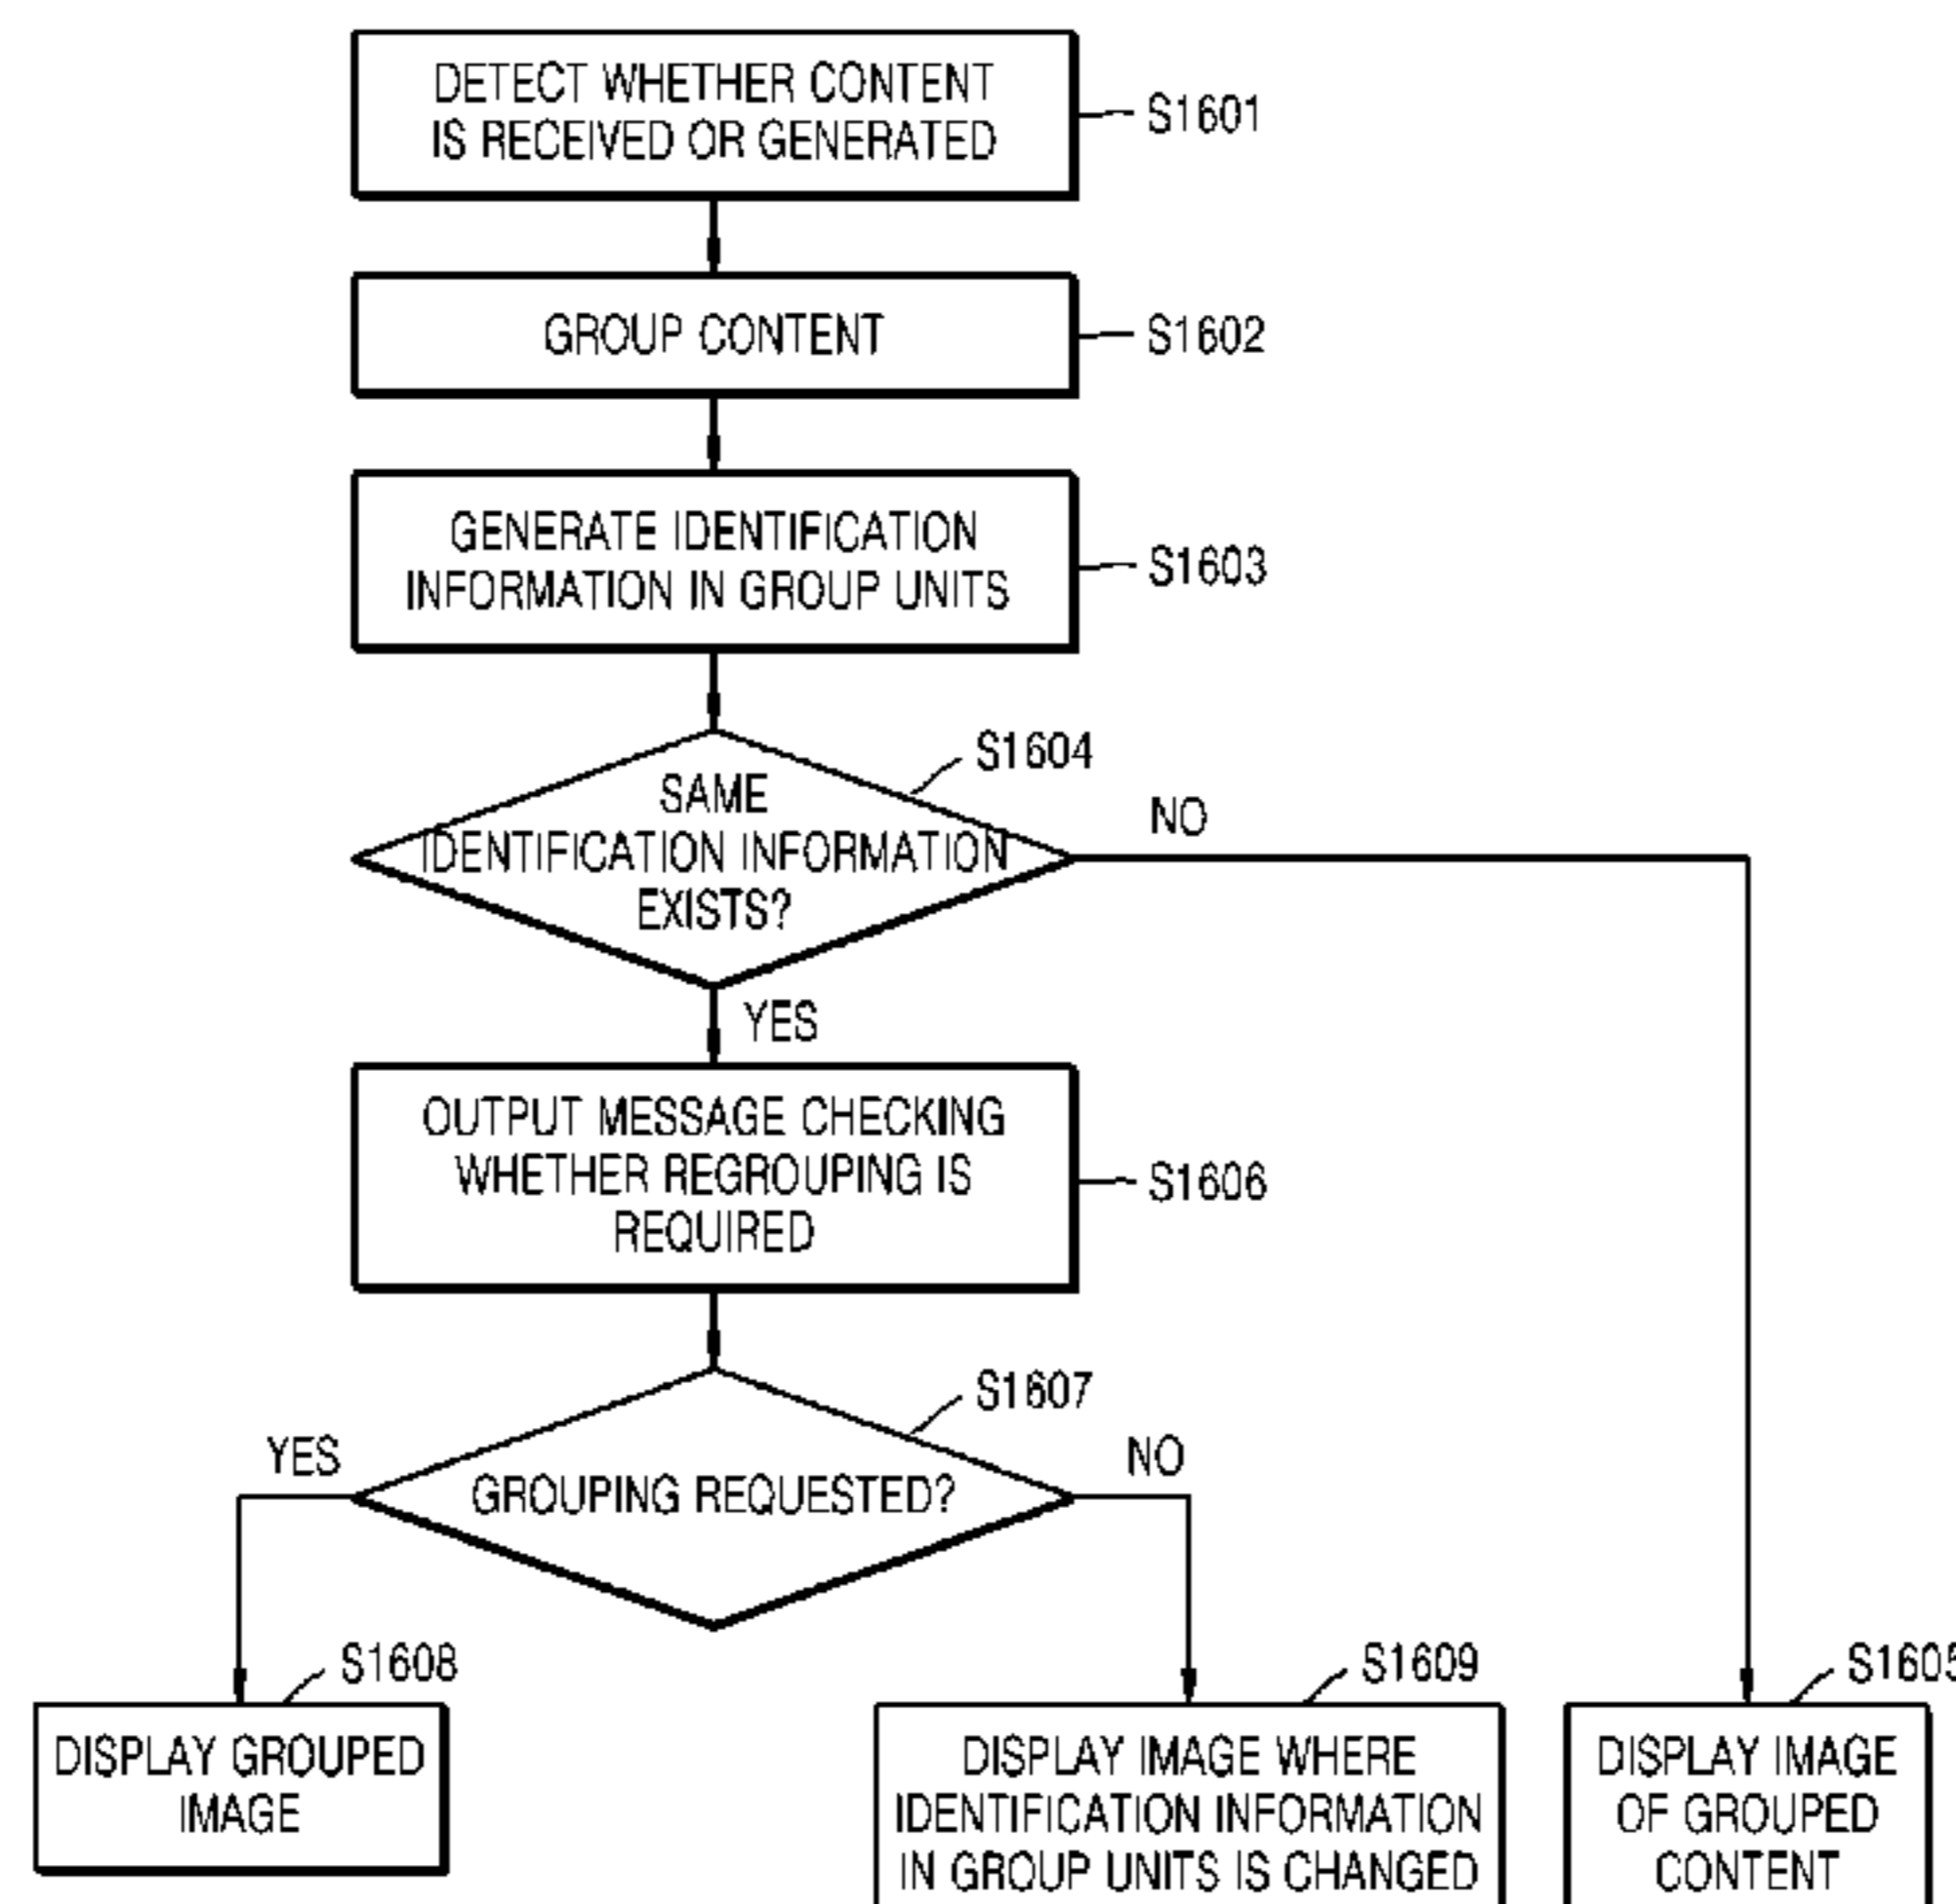 DETECT WHETHER CONTENT
IS RECEIVED OR GENERATED
S1601
GROUP CONTENT
S1602
GENERATE IDENTIFICATION
INFORMATION IN GROUP UNITS
S1603
S1604
SAME
IDENTIFICATION INFORMATION
EXISTS?
NO
YES
OUTPUT MESSAGE CHECKING
WHETHER REGROUPING IS
REQUIRED
S1606
S1607
YES
GROUPING REQUESTED?
NO
S1608
DISPLAY GROUPED
IMAGE
S1609
DISPLAY IMAGE WHERE
IDENTIFICATION INFORMATION
IN GROUP UNITS IS CHANGED
S1605
DISPLAY IMAGE
OF GROUPED
CONTENT